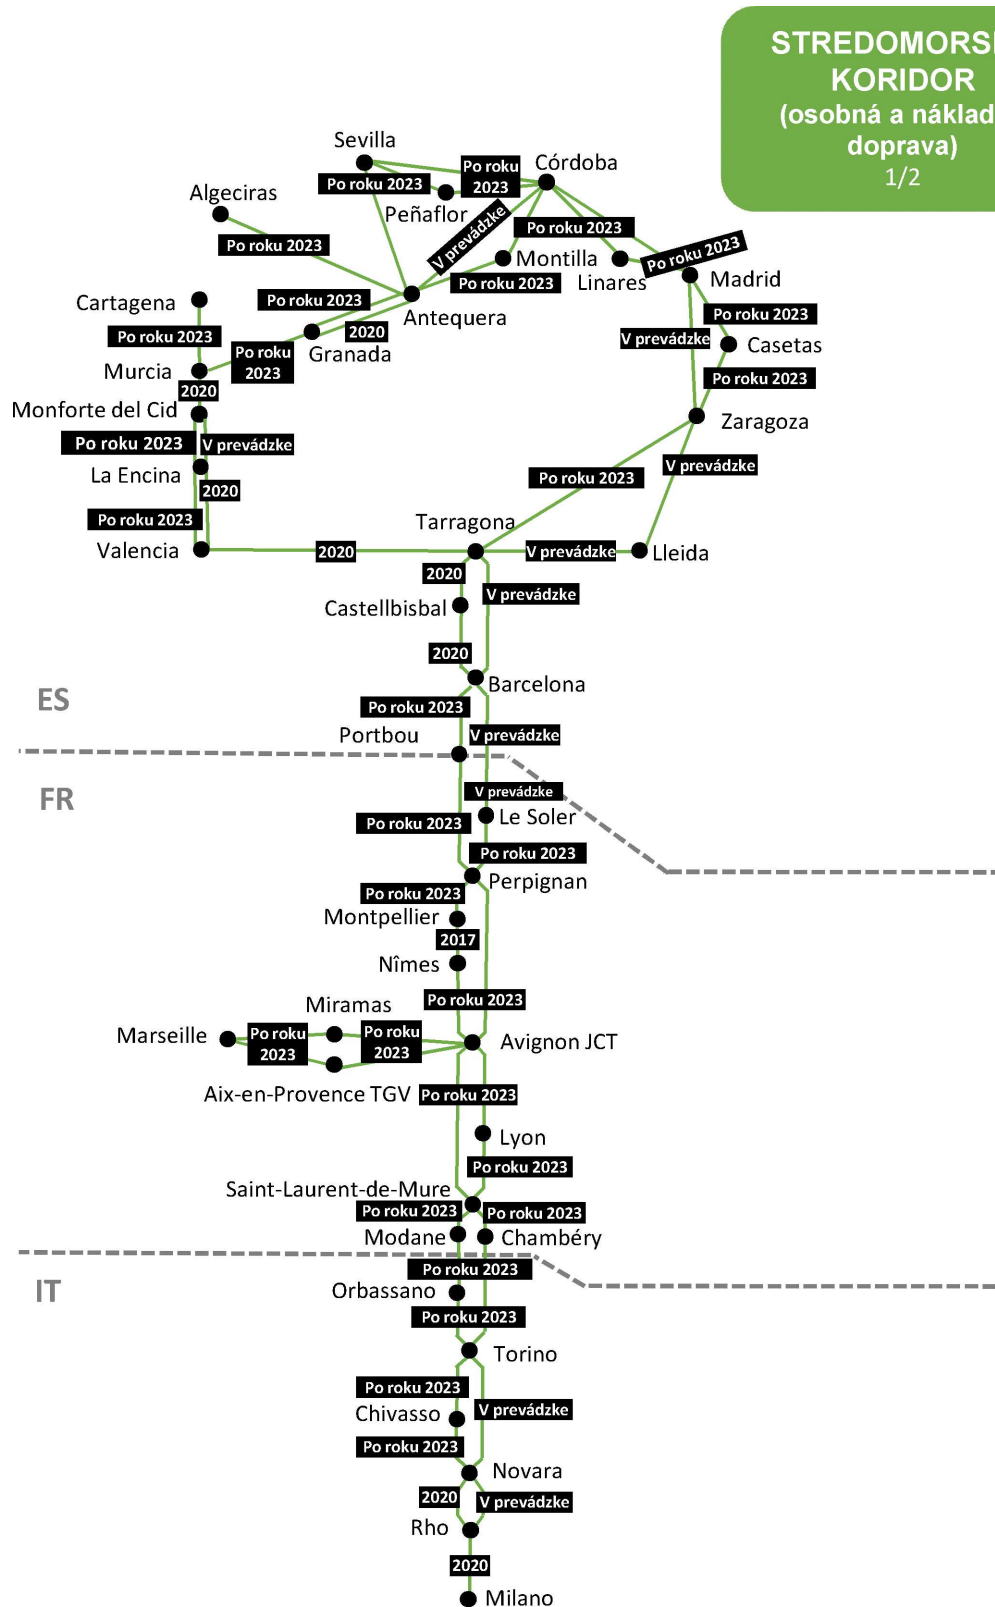 STREDOMORS
KORIDOR
(osobná a náklad
doprava)
1/2
Sevilla
Po roku
2023
Córdoba
Po roku 2023
Algeciras
Peñaflor
V prevádzke
Po roku 2023
Po roku 2023
Montilla
Linares
Po roku 2023
Madrid
Po roku 2023
Cartagena
Po roku 2023
Antequera
Po roku 2023
Po roku 2023
2020
Granada
V prevádzke
Casetas
Po roku
2023
Murcia
Po roku 2023
2020
Monforte del Cid
Zaragoza
Po roku 2023
V prevádzke
La Encina
V prevádzke
Po roku 2023
2020
Po roku 2023
Tarragona
Valencia
2020
V prevádzke
Lleida
2020
V prevádzke
Castellbisbal
2020
Barcelona
ES
Po roku 2023
Portbou
V prevádzke
FR
V prevádzke
Le Soler
Po roku 2023
Po roku 2023
Perpignan
Po roku 2023
Montpellier
2017
Nîmes
Po roku 2023
Miramas
Marseille
Po roku
2023
Po roku
2023
Avignon JCT
Aix-en-Provence TGV
Po roku 2023
Lyon
Po roku 2023
Saint-Laurent-de-Mure
Po roku 2023
Po roku 2023
Modane
Chambéry
Po roku 2023
IT
Orbassano
Po roku 2023
Torino
Po roku 2023
Chivasso
V prevádzke
Po roku 2023
Novara
2020
V prevádzke
Rho
2020
Milano